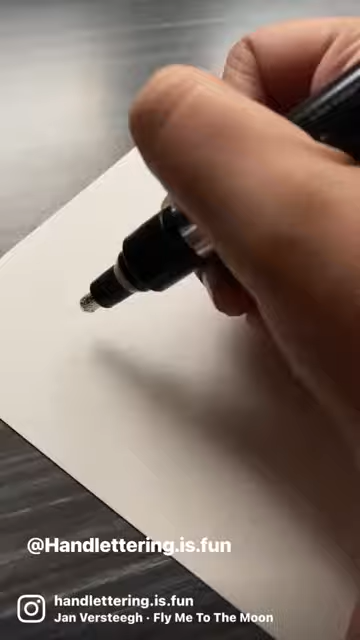 @Handlettering.is.fun
handlettering.is.fun
Jan Versteegh · Fly Me To The Moon